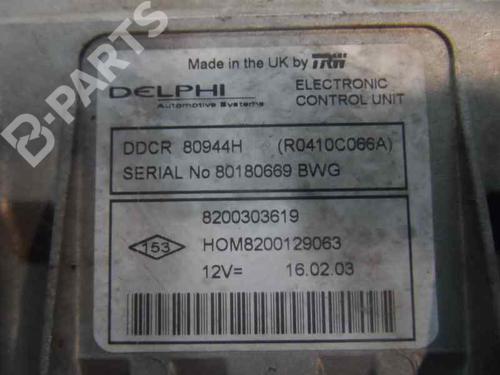 B-PARTS
Made in the UK by TRW
DELPHI
Automotive Systems
ELECTRONIC
CONTROL UNIT
DDCR 80944H (R0410C066A)
SERIAL No 80180669 BWG
8200303619
153
HOM8200129063
12V= 16.02.03